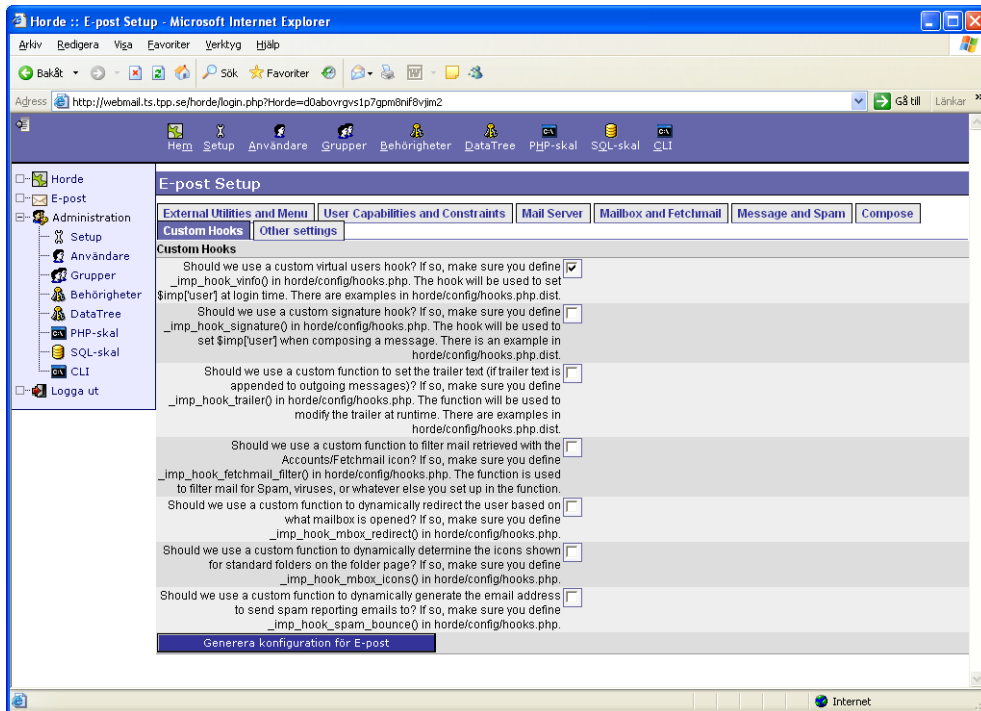 Horde :: E-post Setup - Microsoft Internet Explorer
Arkiv Redigera Visa Favoriter Verktyg Hjälp
Bakåt Sök Favoriter
Adress http://webmail.ts.tpp.se/horde/login.php?Horde=d0abovrgvs1p7gpm8nif8vjim2 Gå till Länkar »
Hem Setup Användare Grupper Behörigheter DataTree PHP-skal SQL-skal CLI
Horde
E-post
Administration
Setup
Användare
Grupper
Behörigheter
DataTree
PHP-skal
SQL-skal
CLI
Logga ut
E-post Setup
External Utilities and Menu User Capabilities and Constraints Mail Server Mailbox and Fetchmail Message and Spam Compose
Custom Hooks Other settings
Custom Hooks
Should we use a custom virtual users hook? If so, make sure you define
_imp_hook_vinfo() in horde/config/hooks.php. The hook will be used to set
$imp['user'] at login time. There are examples in horde/config/hooks.php.dist.
Should we use a custom signature hook? If so, make sure you define
_imp_hook_signature() in horde/config/hooks.php. The hook will be used to
set $imp['user'] when composing a message. There is an example in
horde/config/hooks.php.dist.
Should we use a custom function to set the trailer text (if trailer text is
appended to outgoing messages)? If so, make sure you define
_imp_hook_trailer() in horde/config/hooks.php. The function will be used to
modify the trailer at runtime. There are examples in
horde/config/hooks.php.dist.
Should we use a custom function to filter mail retrieved with the
Accounts/Fetchmail icon? If so, make sure you define
_imp_hook_fetchmail_filter() in horde/config/hooks.php. The function is used
to filter mail for Spam, viruses, or whatever else you set up in the function.
Should we use a custom function to dynamically redirect the user based on
what mailbox is opened? If so, make sure you define
_imp_hook_mbox_redirect() in horde/config/hooks.php.
Should we use a custom function to dynamically determine the icons shown
for standard folders on the folder page? If so, make sure you define
_imp_hook_mbox_icons() in horde/config/hooks.php.
Should we use a custom function to dynamically generate the email address
to send spam reporting emails to? If so, make sure you define
_imp_hook_spam_bounce() in horde/config/hooks.php.
Generera konfiguration för E-post
Internet